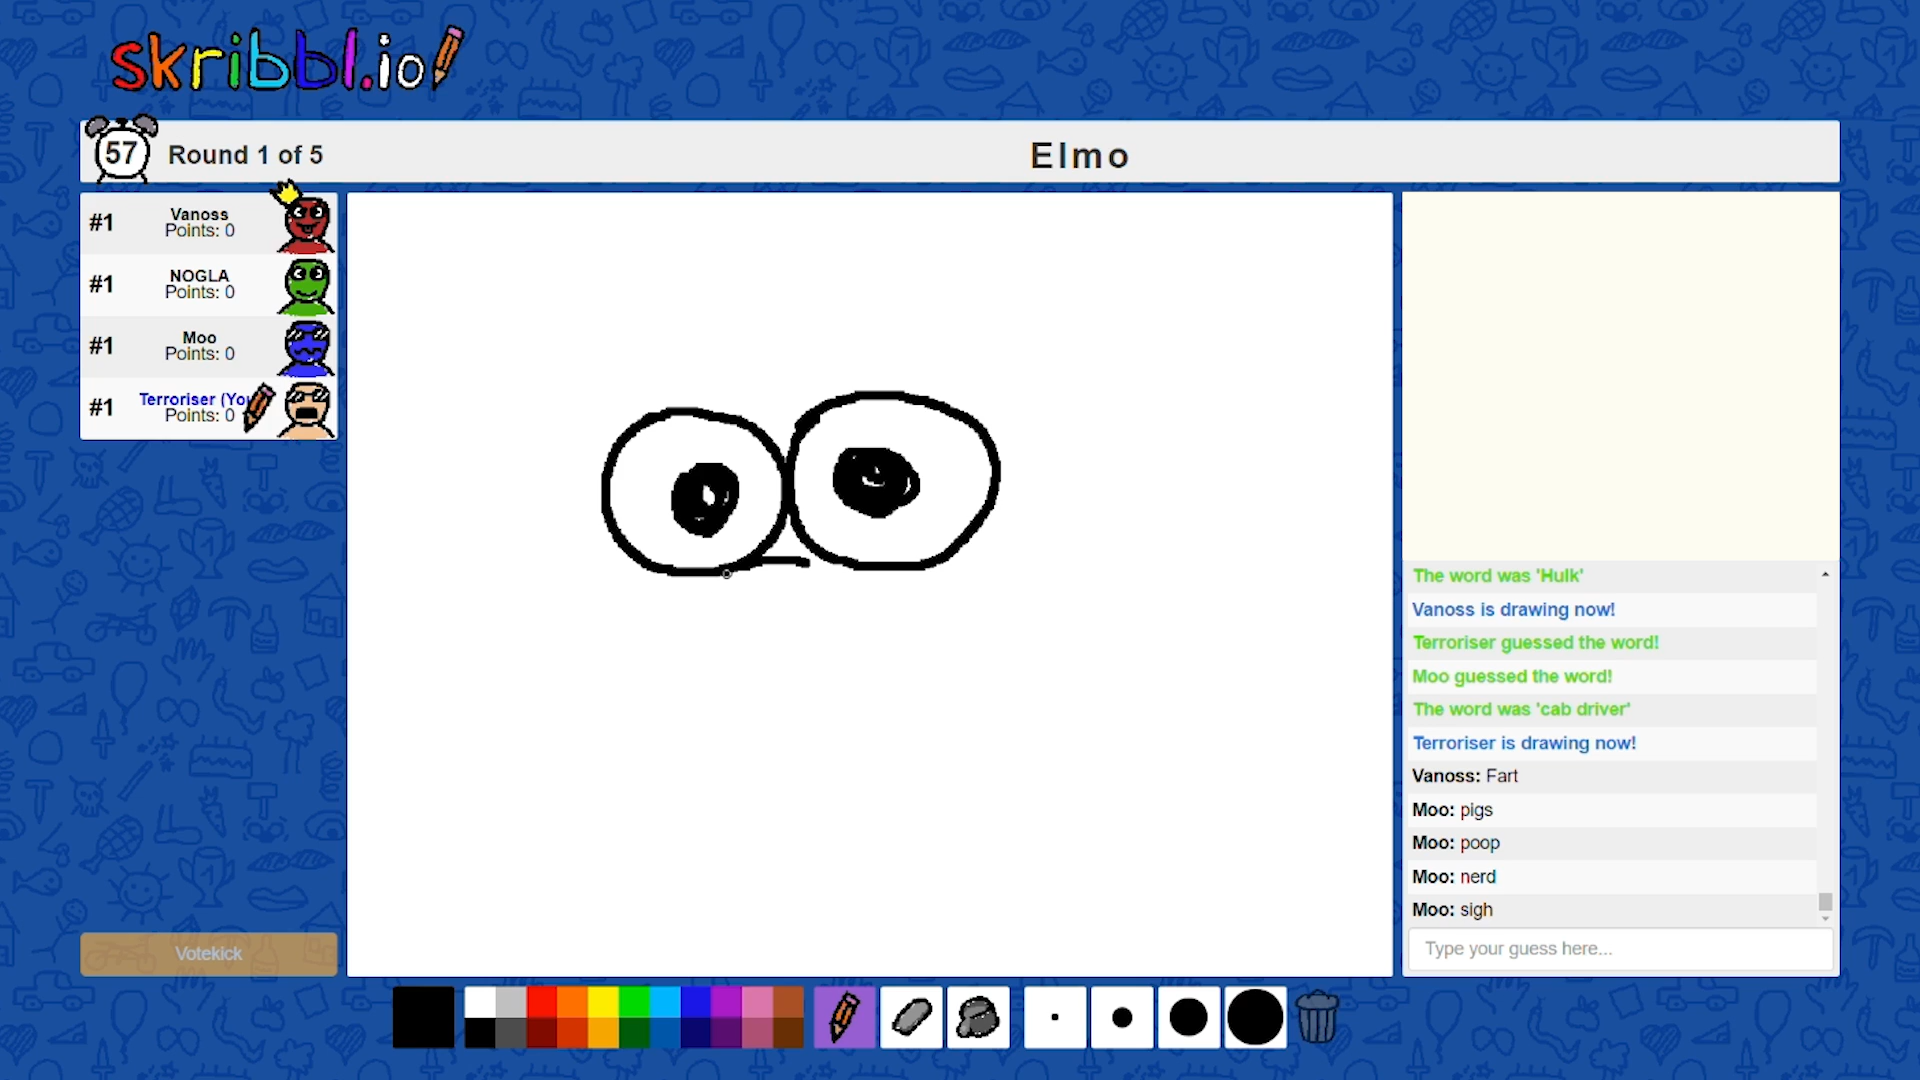 skribbl.io
57
Round 1 of 5
Elmo
#1
Vanoss
Points: 0
#1
NOGLA
Points: 0
#1
Moo
Points: 0
#1
Terroriser (You
Points: 0
The word was 'Hulk'
Vanoss is drawing now!
Terroriser guessed the word!
Moo guessed the word!
The word was 'cab driver'
Terroriser is drawing now!
Vanoss: Fart
Moo: pigs
Moo: poop
Moo: nerd
Moo: sigh
Type your guess here...
Votekick